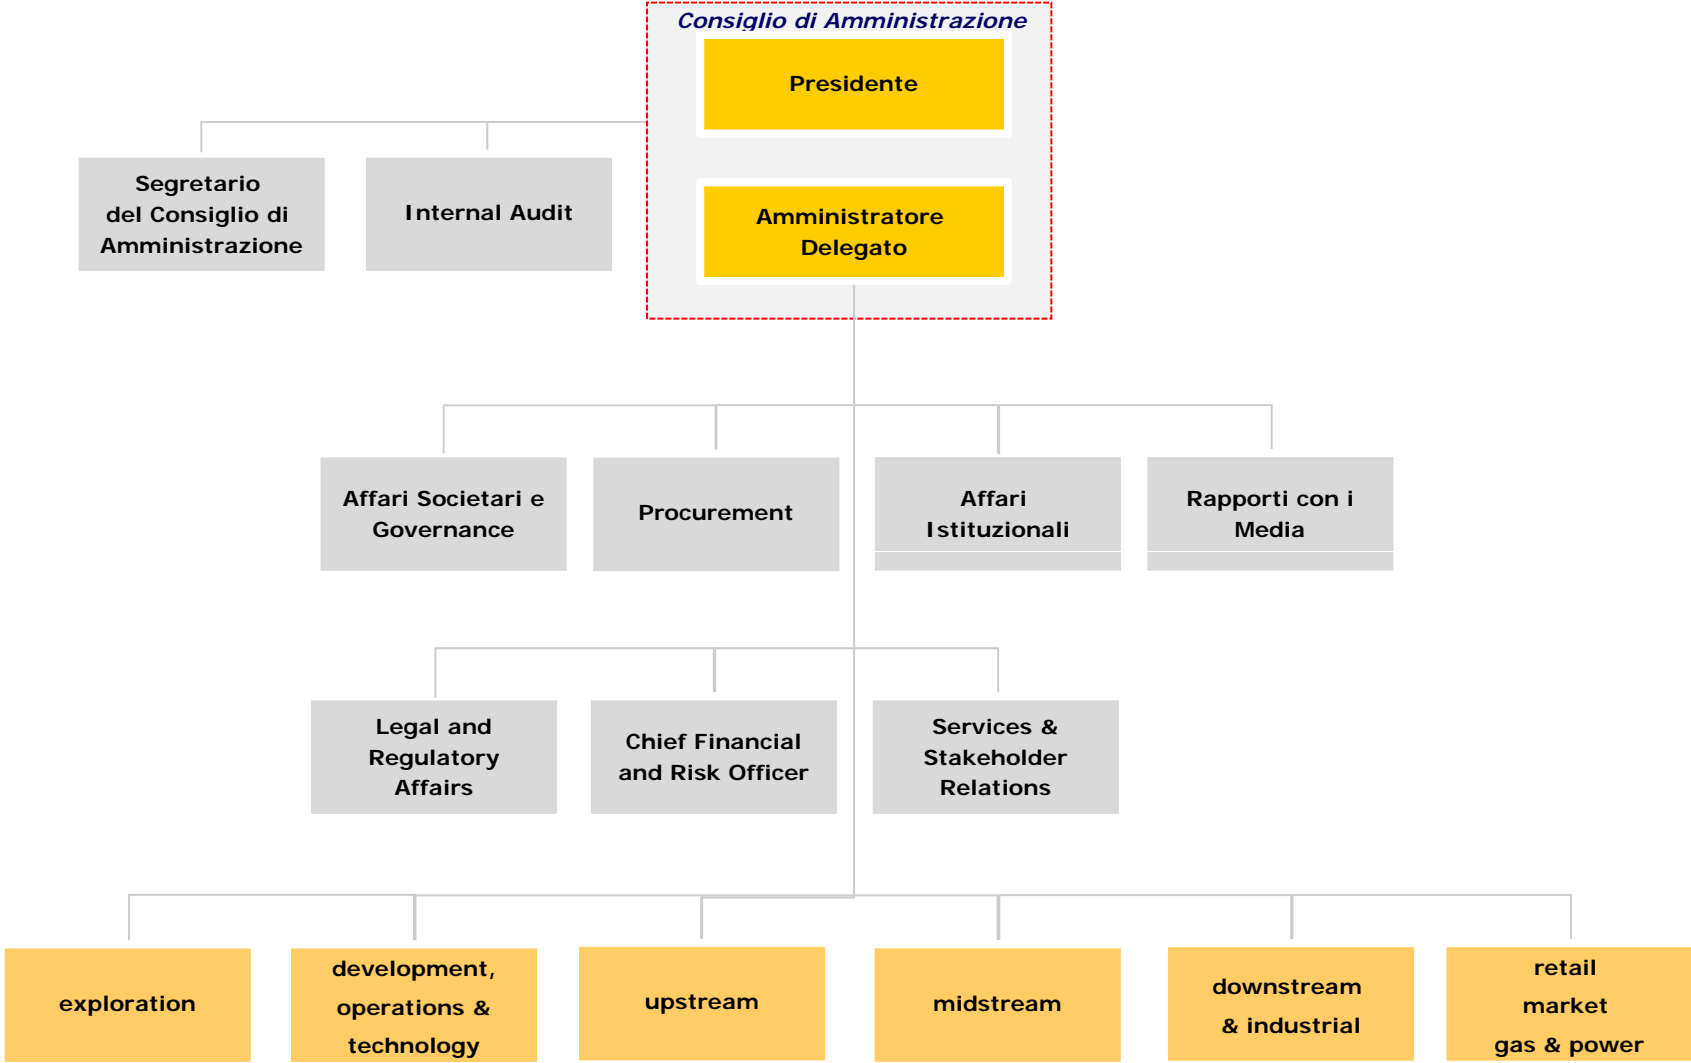 Consiglio di Amministrazione
Presidente
Segretario
del Consiglio di
Amministrazione
Internal Audit
Amministratore
Delegato
Affari Societari e
Governance
Procurement
Affari
Istituzionali
Rapporti con i
Media
Legal and
Regulatory
Affairs
Chief Financial
and Risk Officer
Services &
Stakeholder
Relations
exploration
development,
operations &
technology
upstream
midstream
downstream
& industrial
retail
market
gas & power